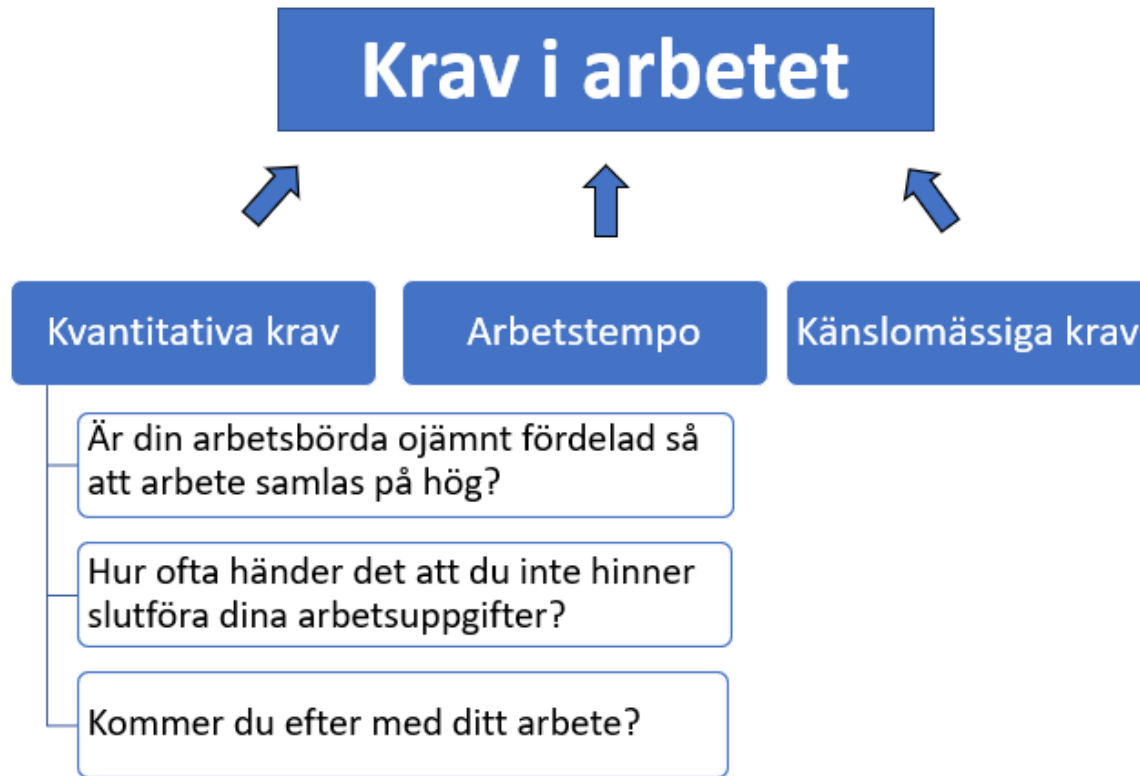 Krav i arbetet
Kvantitativa krav
Arbetstempo
Känslomässiga krav
Är din arbetsbörda ojämnt fördelad så
att arbete samlas på hög?
Hur ofta händer det att du inte hinner
slutföra dina arbetsuppgifter?
Kommer du efter med ditt arbete?